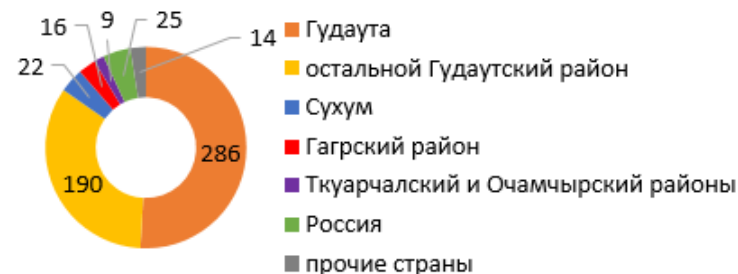 9
25
16
14
22
286
190
Гудаута
остальной Гудаутский район
Сухум
Гагрский район
Ткуарчалский и Очамчырский районы
Россия
прочие страны